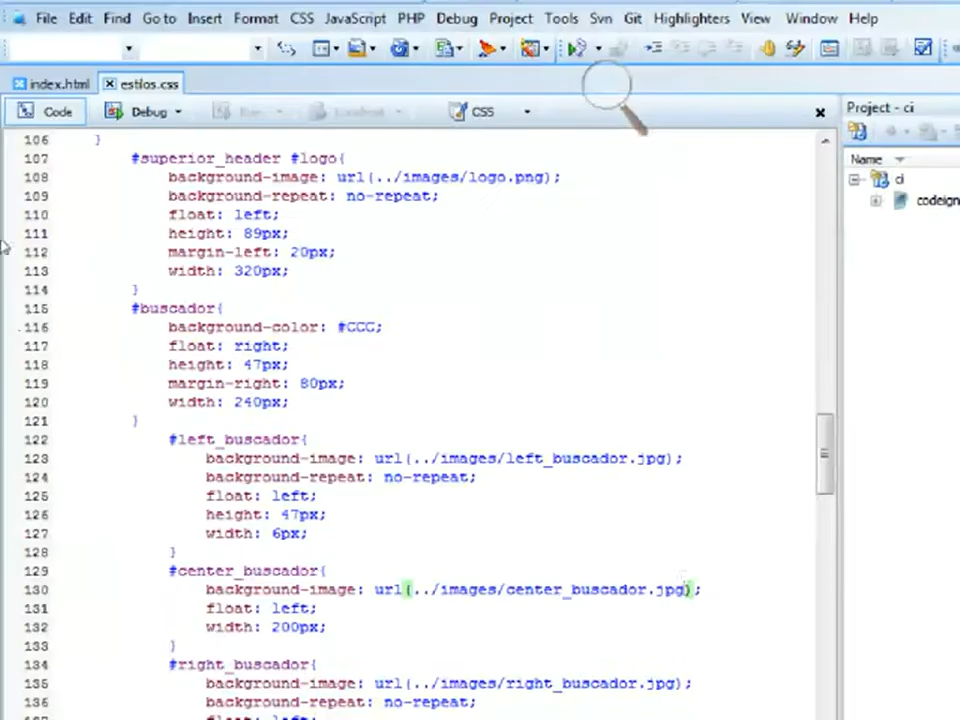 File Edit Find Go to Insert Format CSS JavaScript PHP Debug Project Tools Svn Git Highlighters View Window Help
index.html estilos.css
Code Debug CSS
Project - ci
Name
ci
codeign
106 }
107 #superior_header #logo{
108 background-image: url(../images/logo.png);
109 background-repeat: no-repeat;
110 float: left;
111 height: 89px;
112 margin-left: 20px;
113 width: 320px;
114 }
115 #buscador{
116 background-color: #CCC;
117 float: right;
118 height: 47px;
119 margin-right: 80px;
120 width: 240px;
121 }
122 #left_buscador{
123 background-image: url(../images/left_buscador.jpg);
124 background-repeat: no-repeat;
125 float: left;
126 height: 47px;
127 width: 6px;
128 }
129 #center_buscador{
130 background-image: url(../images/center_buscador.jpg);
131 float: left;
132 width: 200px;
133 }
134 #right_buscador{
135 background-image: url(../images/right_buscador.jpg);
136 background-repeat: no-repeat;